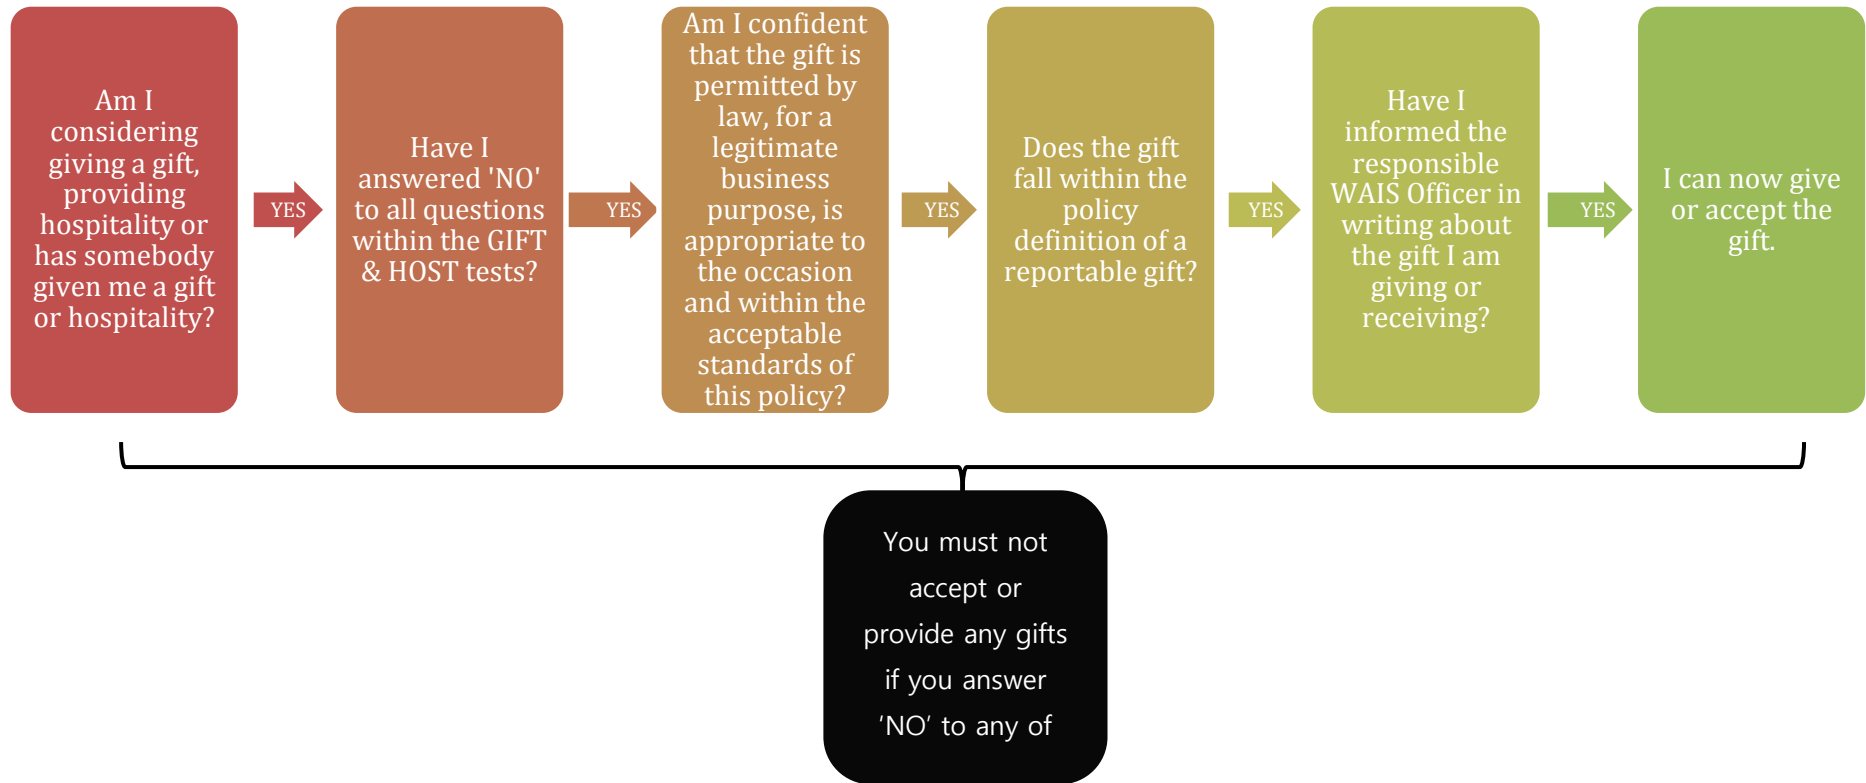 Am I
considering
giving a gift,
providing
hospitality or
has somebody
given me a gift
or hospitality?
YES
Have I
answered 'NO'
to all questions
within the GIFT
& HOST tests?
YES
Am I confident
that the gift is
permitted by
law, for a
legitimate
business
purpose, is
appropriate to
the occasion
and within the
acceptable
standards of
this policy?
YES
Does the gift
fall within the
policy
definition of a
reportable gift?
YES
Have I
informed the
responsible
WAIS Officer in
writing about
the gift I am
giving or
receiving?
YES
I can now give
or accept the
gift.
You must not
accept or
provide any gifts
if you answer
‘NO’ to any of